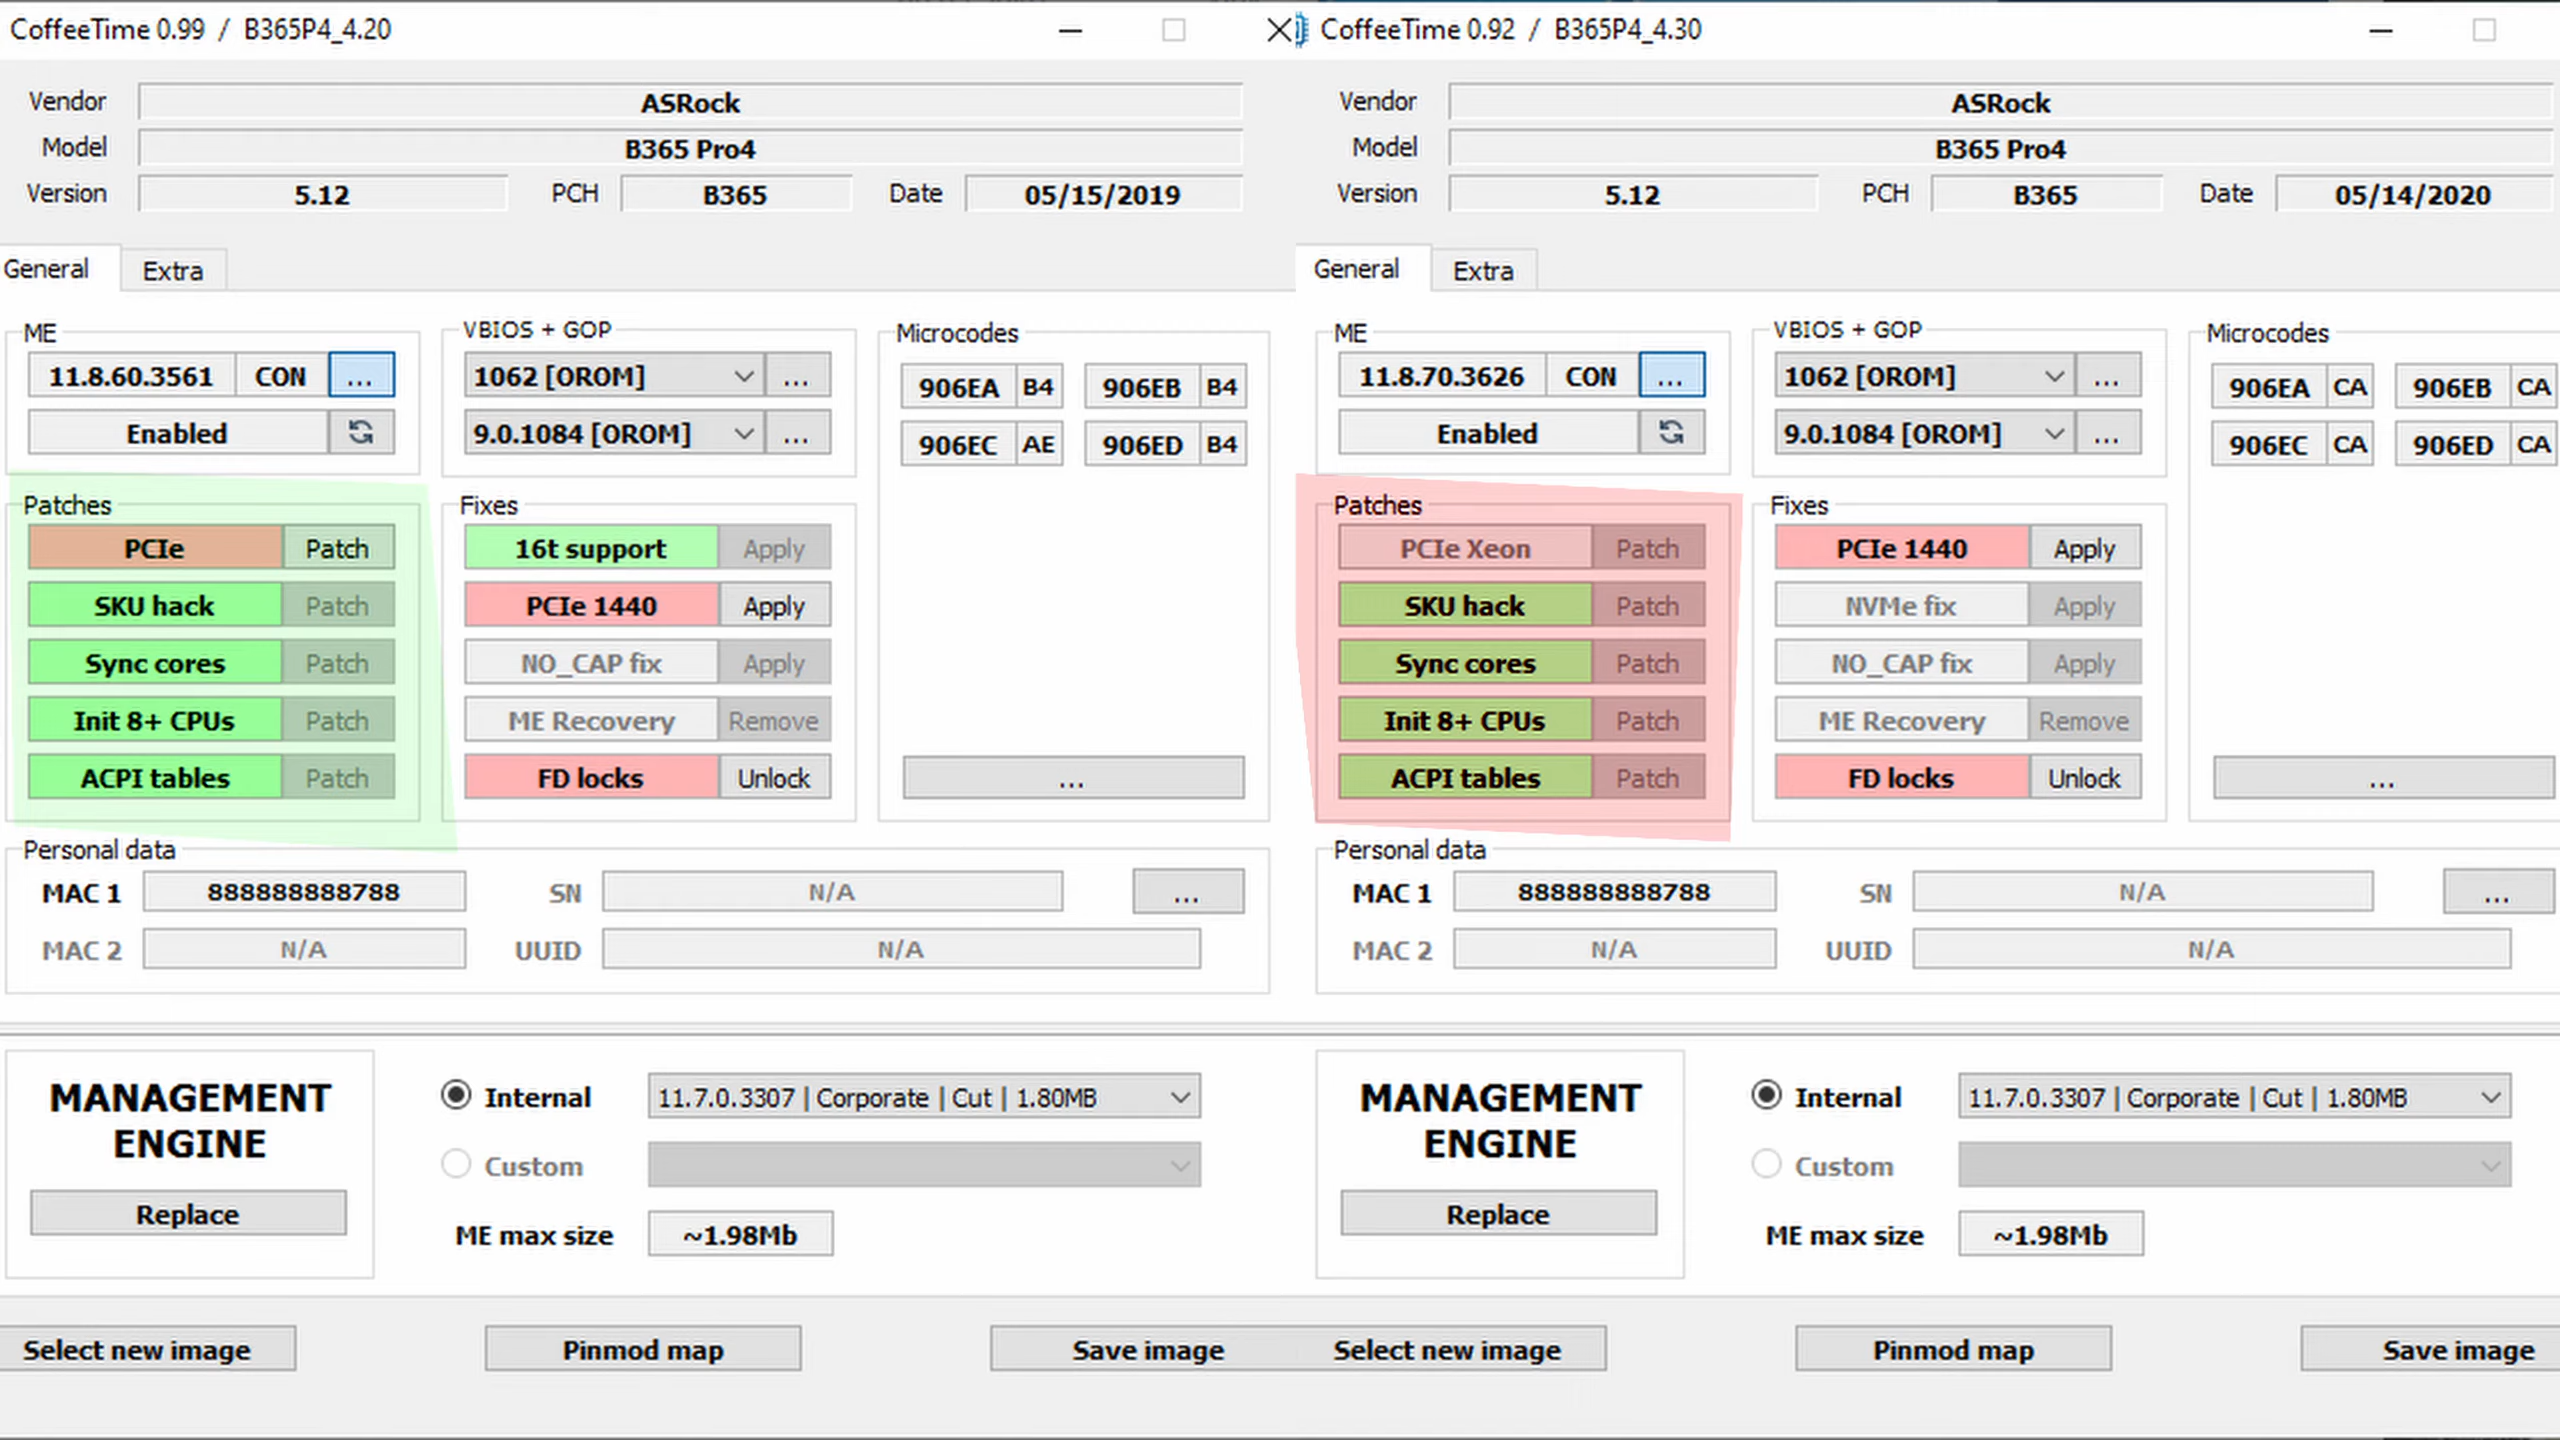 CoffeeTime 0.99 / B365P4_4.20
Vendor ASRock
Model B365 Pro4
Version 5.12 PCH B365 Date 05/15/2019
General Extra
ME
11.8.60.3561 CON ...
Enabled
VBIOS + GOP
1062 [OROM] ...
9.0.1084 [OROM] ...
Microcodes
906EA B4 906EB B4
906EC AE 906ED B4
...
Patches
PCIe Patch
SKU hack Patch
Sync cores Patch
Init 8+ CPUs Patch
ACPI tables Patch
Fixes
16t support Apply
PCIe 1440 Apply
NO_CAP fix Apply
ME Recovery Remove
FD locks Unlock
Personal data
MAC 1 888888888788 SN N/A ...
MAC 2 N/A UUID N/A
MANAGEMENT
ENGINE
Replace
Internal 11.7.0.3307 | Corporate | Cut | 1.80MB
Custom
ME max size ~1.98Mb
Select new image Pinmod map Save image
CoffeeTime 0.92 / B365P4_4.30
Vendor ASRock
Model B365 Pro4
Version 5.12 PCH B365 Date 05/14/2020
General Extra
ME
11.8.70.3626 CON ...
Enabled
VBIOS + GOP
1062 [OROM] ...
9.0.1084 [OROM] ...
Microcodes
906EA CA 906EB CA
906EC CA 906ED CA
...
Patches
PCIe Xeon Patch
SKU hack Patch
Sync cores Patch
Init 8+ CPUs Patch
ACPI tables Patch
Fixes
PCIe 1440 Apply
NVMe fix Apply
NO_CAP fix Apply
ME Recovery Remove
FD locks Unlock
Personal data
MAC 1 888888888788 SN N/A ...
MAC 2 N/A UUID N/A
MANAGEMENT
ENGINE
Replace
Internal 11.7.0.3307 | Corporate | Cut | 1.80MB
Custom
ME max size ~1.98Mb
Select new image Pinmod map Save image